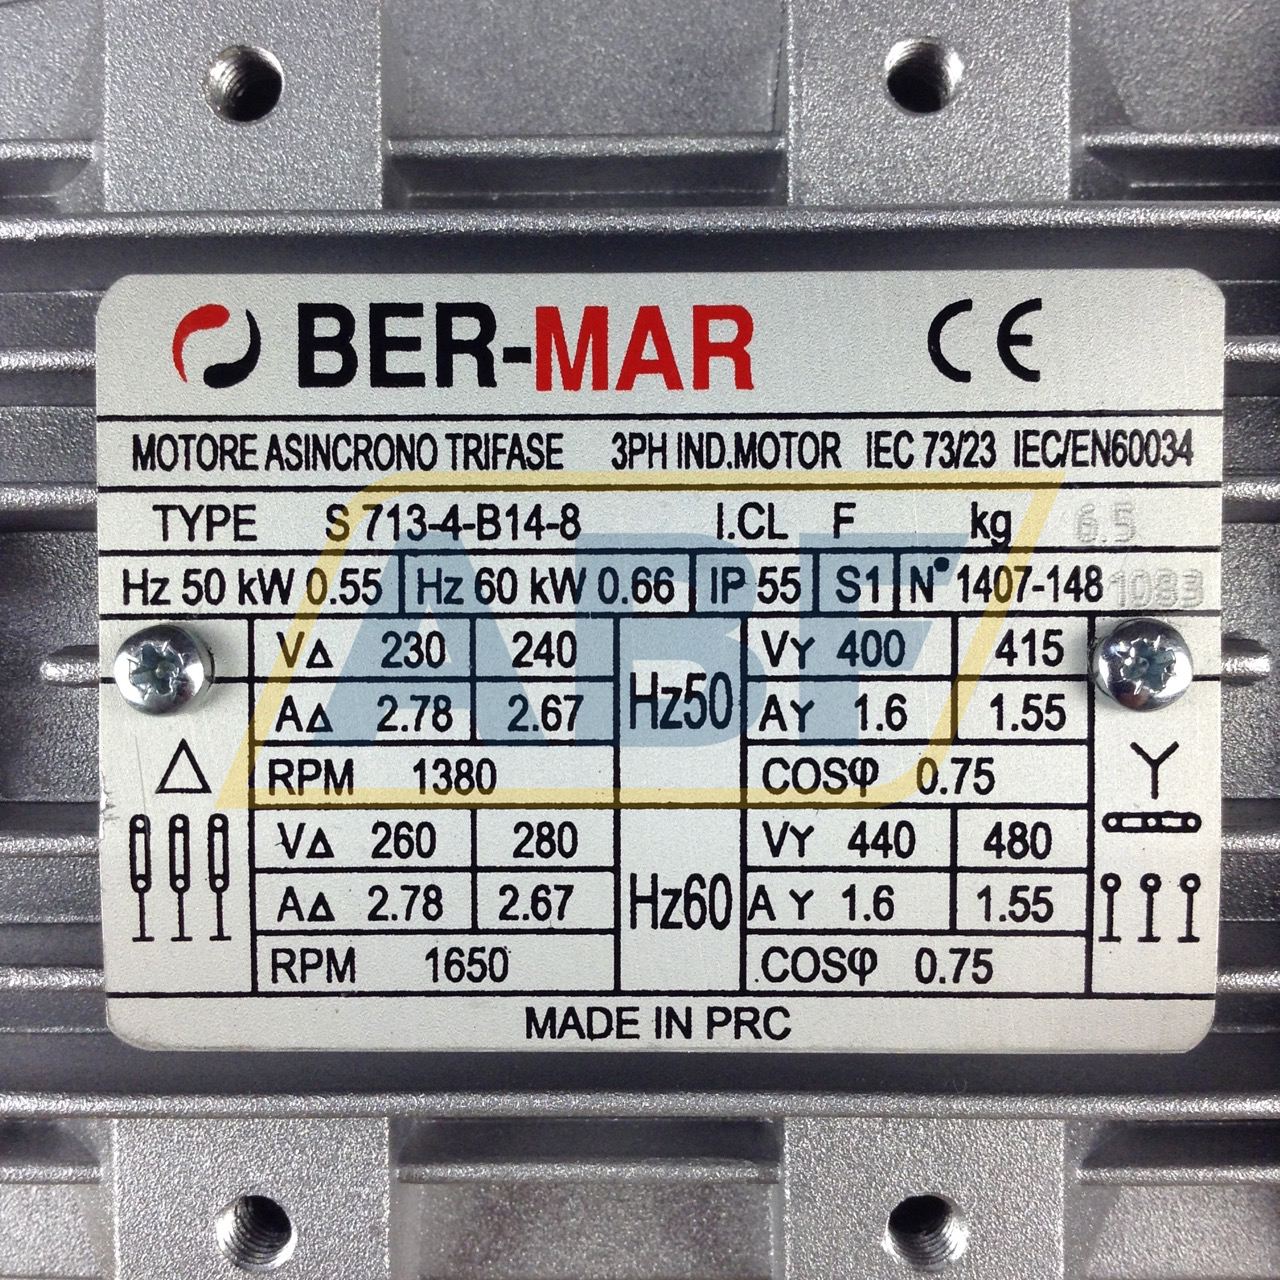 BER-MAR CE
MOTORE ASINCRONO TRIFASE 3PH IND.MOTOR IEC 73/23 IEC/EN60034
TYPE S 713-4-B14-8 I.CL F kg 6.5
Hz 50 kW 0.55 Hz 60 kW 0.66 IP 55 S1 N° 1407-148 1083
V△ 230 240 Hz50 VY 400 415
A△ 2.78 2.67 AY 1.6 1.55
RPM 1380 COSφ 0.75
V△ 260 280 Hz60 VY 440 480
A△ 2.78 2.67 AY 1.6 1.55
RPM 1650 COSφ 0.75
△ Y
MADE IN PRC
ABF